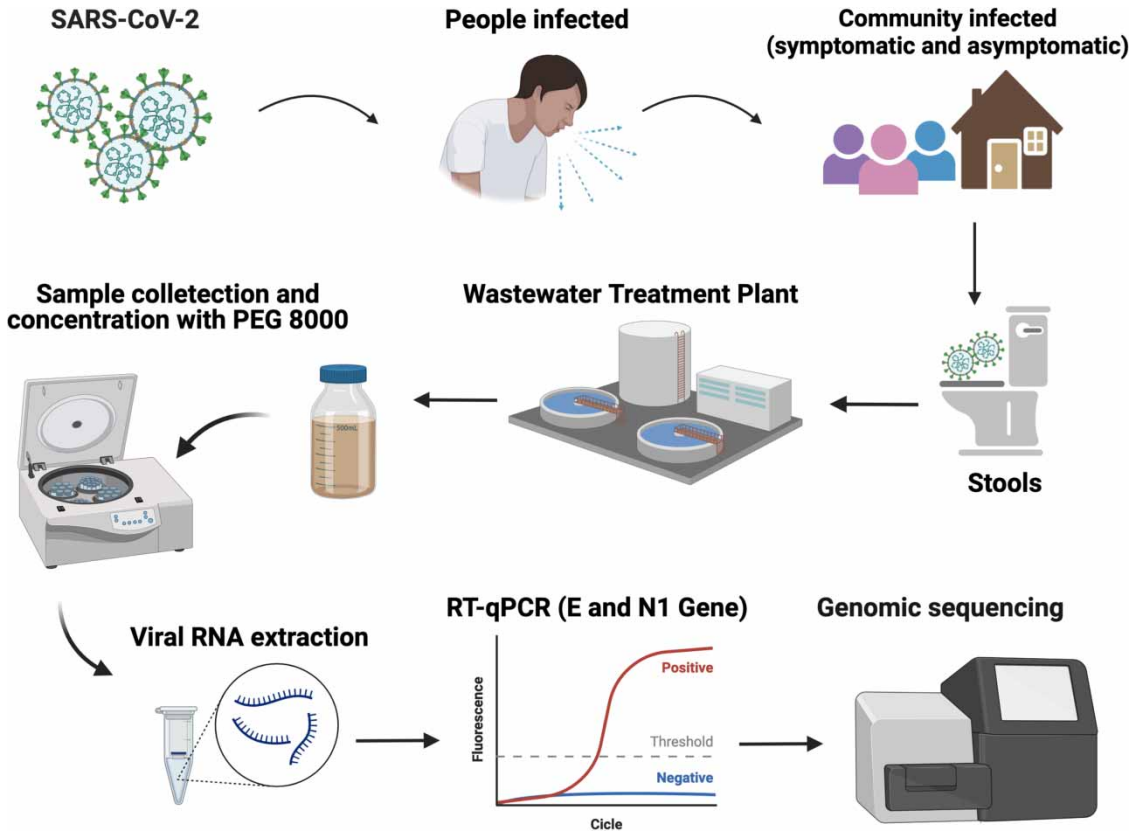 SARS-CoV-2
People infected
Community infected
(symptomatic and asymptomatic)
Sample colletection and
concentration with PEG 8000
Wastewater Treatment Plant
500mL
Stools
Viral RNA extraction
RT-qPCR (E and N1 Gene)
Genomic sequencing
Fluorescence
Positive
Threshold
Negative
Cicle